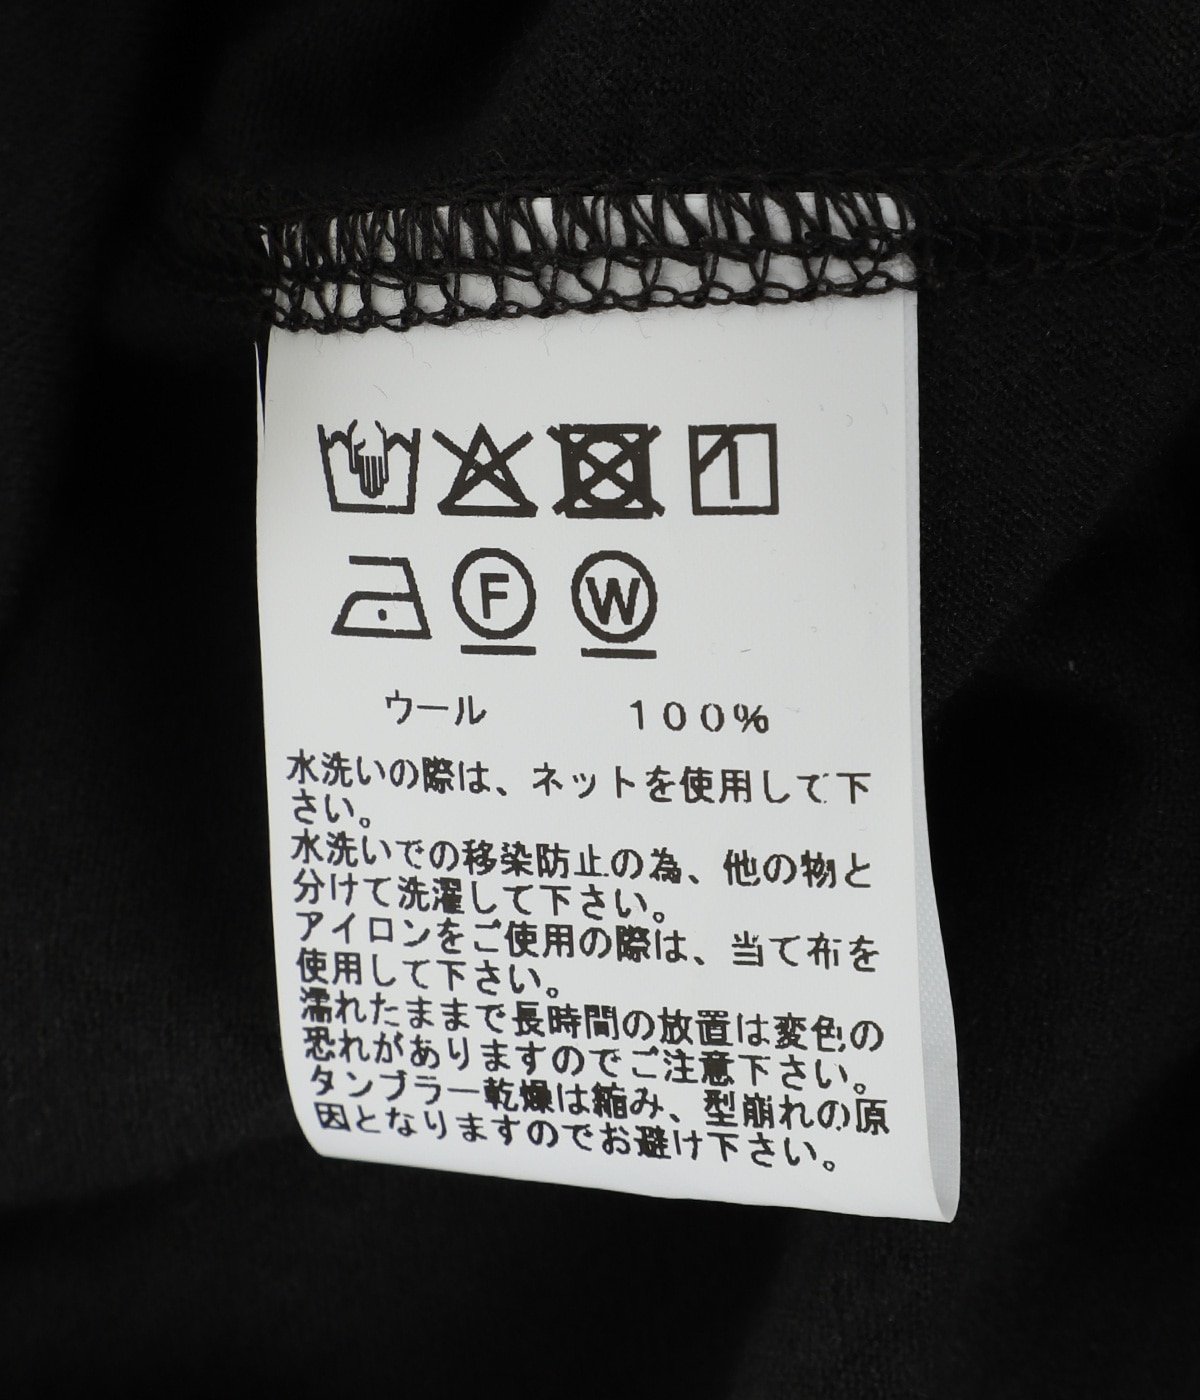 F W
ウール 100%
水洗いの際は、ネットを使用して下
さい。
水洗いでの移染防止の為、他の物と
分けて洗濯して下さい。
アイロンをご使用の際は、当て布を
使用して下さい。
濡れたままで長時間の放置は変色の
恐れがありますのでご注意下さい。
タンブラー乾燥は縮み、型崩れの原
因となりますのでお避け下さい。